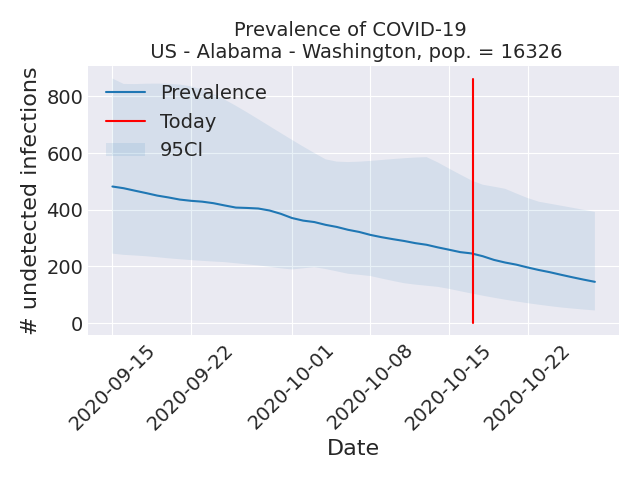 Prevalence of COVID-19
US - Alabama - Washington, pop. = 16326
# undetected infections
800
600
400
200
0
Prevalence
Today
95CI
2020-09-15
2020-09-22
2020-10-01
2020-10-08
2020-10-15
2020-10-22
Date